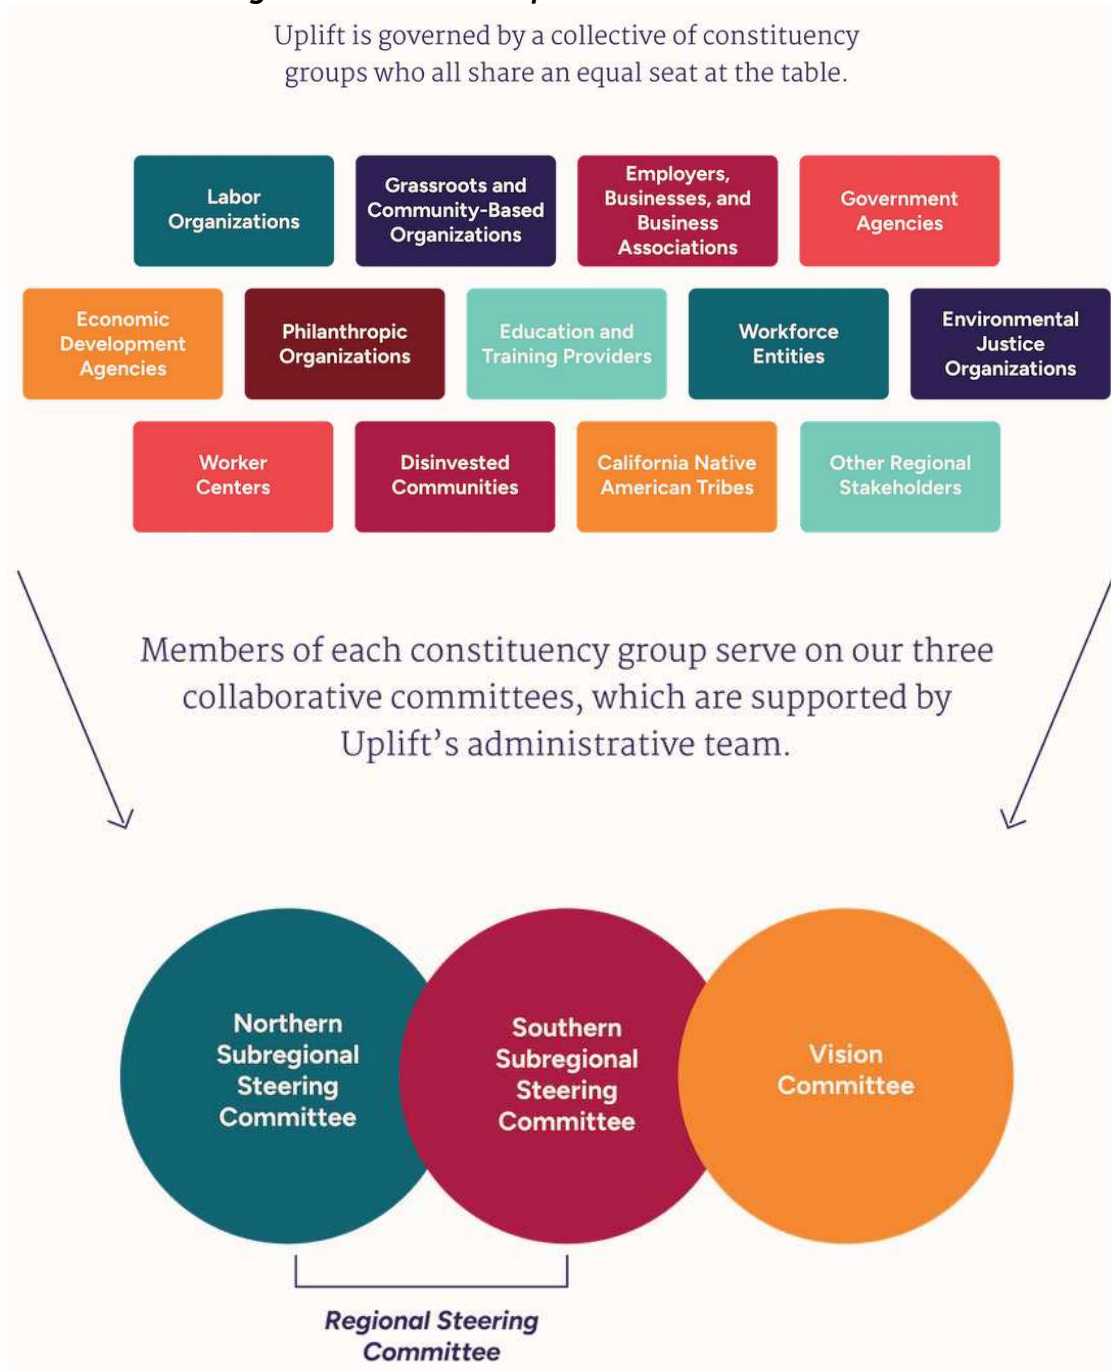 Uplift is governed by a collective of constituency
groups who all share an equal seat at the table.
Labor
Organizations
Grassroots and
Community-Based
Organizations
Employers,
Businesses, and
Business
Associations
Government
Agencies
Economic
Development
Agencies
Philanthropic
Organizations
Education and
Training Providers
Workforce
Entities
Environmental
Justice
Organizations
Worker
Centers
Disinvested
Communities
California Native
American Tribes
Other Regional
Stakeholders
Members of each constituency group serve on our three
collaborative committees, which are supported by
Uplift’s administrative team.
Northern
Subregional
Steering
Committee
Southern
Subregional
Steering
Committee
Vision
Committee
Regional Steering
Committee